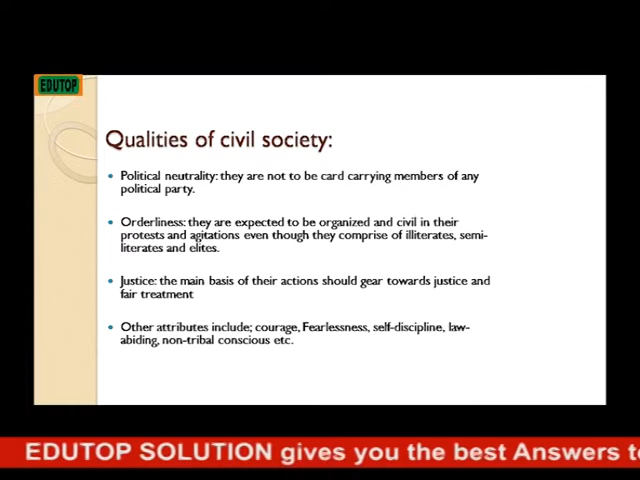 EDUTOP
Qualities of civil society:
Political neutrality: they are not to be card carrying members of any
political party.
Orderliness: they are expected to be organized and civil in their
protests and agitations even though they comprise of illiterates, semi-
literates and elites.
Justice: the main basis of their actions should gear towards justice and
fair treatment
Other attributes include; courage, Fearlessness, self-discipline, law-
abiding, non-tribal conscious etc.
EDUTOP SOLUTION gives you the best Answers to